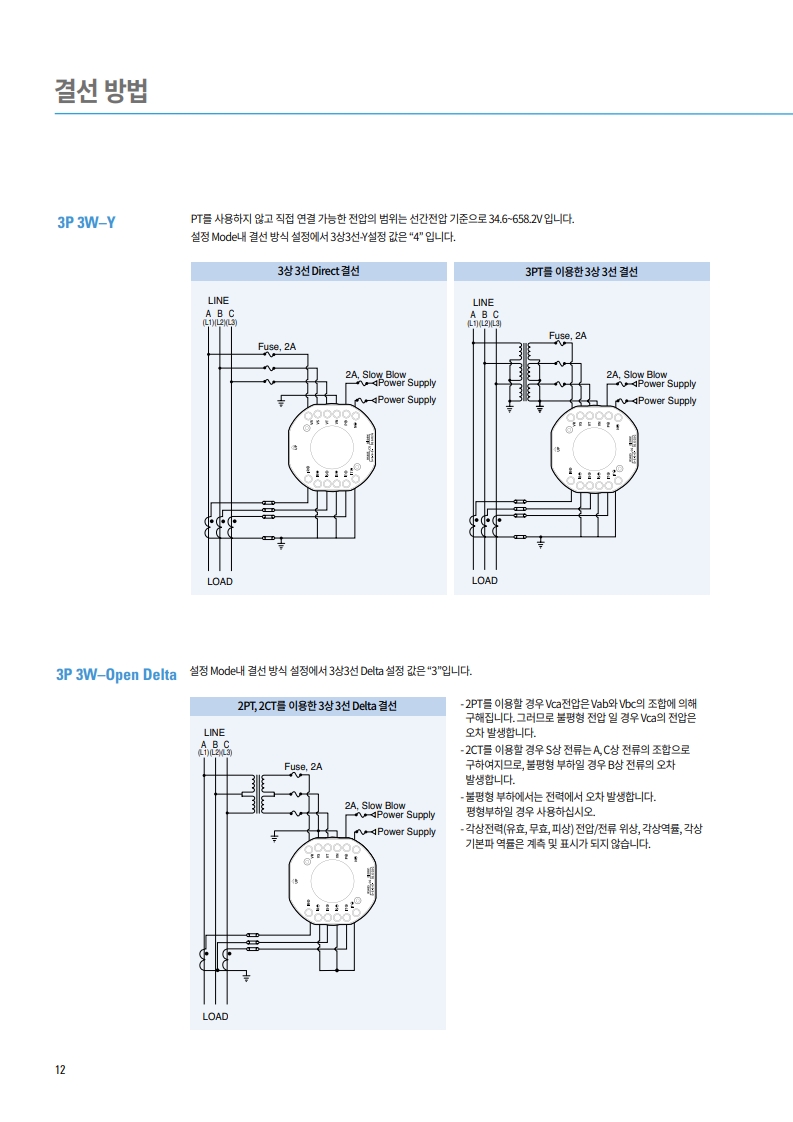 결선 방법
3P 3W–Y
PT를 사용하지 않고 직접 연결 가능한 전압의 범위는 선간전압 기준으로 34.6~658.2V 입니다.
설정 Mode내 결선 방식 설정에서 3상3선-Y설정 값은 “4” 입니다.
3상 3선 Direct 결선
LINE
A B C
(L1)(L2)(L3)
Fuse, 2A
2A, Slow Blow
Power Supply
Power Supply
LOAD
3PT를 이용한 3상 3선 결선
LINE
A B C
(L1)(L2)(L3)
Fuse, 2A
2A, Slow Blow
Power Supply
Power Supply
LOAD
3P 3W–Open Delta
설정 Mode내 결선 방식 설정에서 3상3선 Delta 설정 값은 “3”입니다.
2PT, 2CT를 이용한 3상 3선 Delta 결선
LINE
A B C
(L1)(L2)(L3)
Fuse, 2A
2A, Slow Blow
Power Supply
Power Supply
LOAD
- 2PT를 이용할 경우 Vca전압은 Vab와 Vbc의 조합에 의해
구해집니다. 그러므로 불평형 전압 일 경우 Vca의 전압은
오차 발생합니다.
- 2CT를 이용할 경우 S상 전류는 A, C상 전류의 조합으로
구하여지므로, 불평형 부하일 경우 B상 전류의 오차
발생합니다.
- 불평형 부하에서는 전력에서 오차 발생합니다.
평형부하일 경우 사용하십시오.
- 각상전력(유효, 무효, 피상) 전압/전류 위상, 각상역률, 각상
기본파 역률은 계측 및 표시가 되지 않습니다.
12